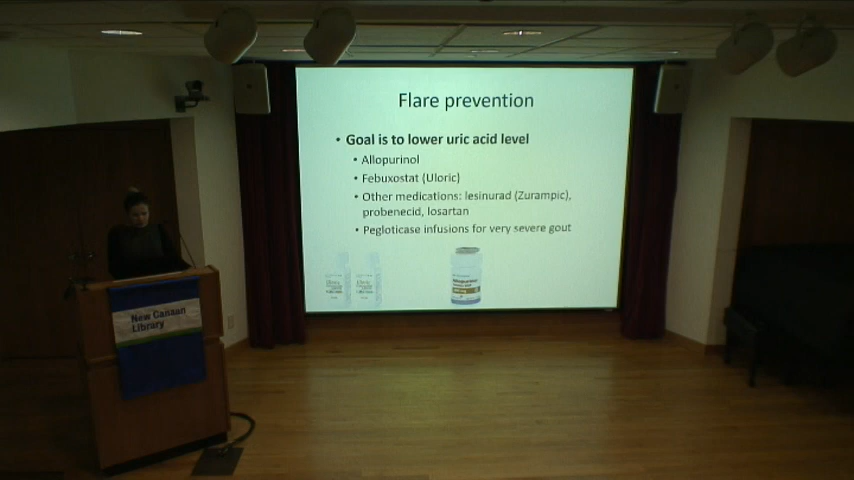 Flare prevention
• Goal is to lower uric acid level
• Allopurinol
• Febuxostat (Uloric)
• Other medications: lesinurad (Zurampic),
probenecid, losartan
• Pegloticase infusions for very severe gout
New Canaan
Library